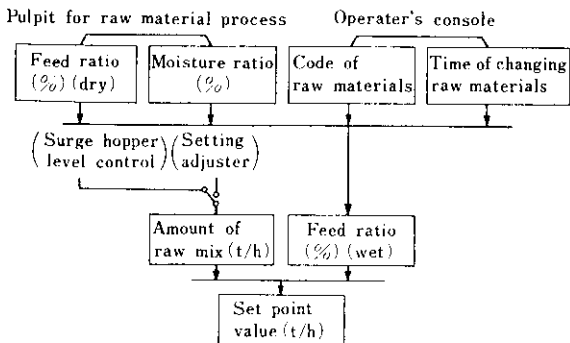 Pulpit for raw material process
Operater's console
Feed ratio
(%) (dry)
Moisture ratio
(%)
Code of
raw materials
Time of changing
raw materials
(Surge hopper
level control)
(Setting
adjuster)
Amount of
raw mix (t/h)
Feed ratio
(%) (wet)
Set point
value (t/h)